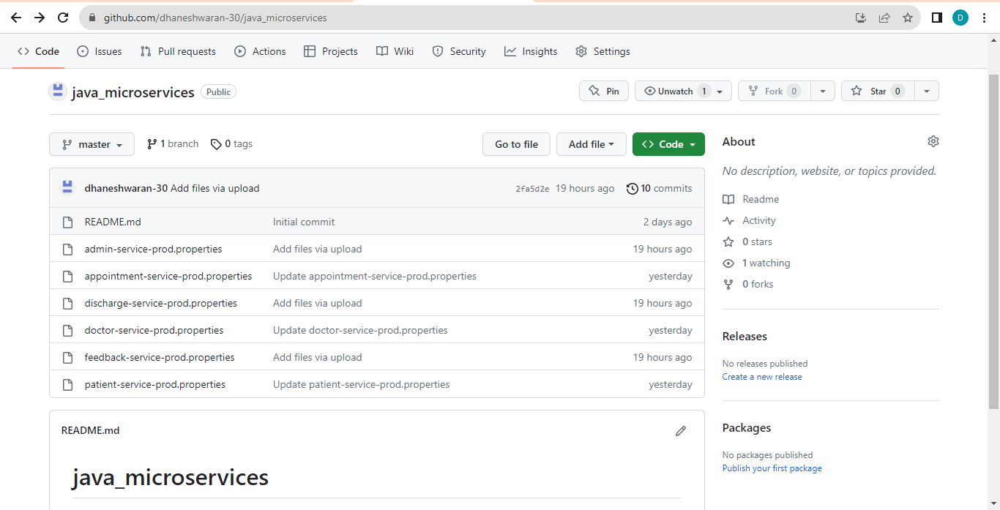 github.com/dhaneshwaran-30/java_microservices
D
Code Issues Pull requests Actions Projects Wiki Security Insights Settings
java_microservices Public
Pin Unwatch 1 Fork 0 Star 0
master 1 branch 0 tags Go to file Add file Code
dhaneshwaran-30 Add files via upload 2fa5d2e 19 hours ago 10 commits
README.md Initial commit 2 days ago
admin-service-prod.properties Add files via upload 19 hours ago
appointment-service-prod.properties Update appointment-service-prod.properties yesterday
discharge-service-prod.properties Add files via upload 19 hours ago
doctor-service-prod.properties Update doctor-service-prod.properties yesterday
feedback-service-prod.properties Add files via upload 19 hours ago
patient-service-prod.properties Update patient-service-prod.properties yesterday
README.md
java_microservices
About
No description, website, or topics provided.
Readme
Activity
0 stars
1 watching
0 forks
Releases
No releases published
Create a new release
Packages
No packages published
Publish your first package